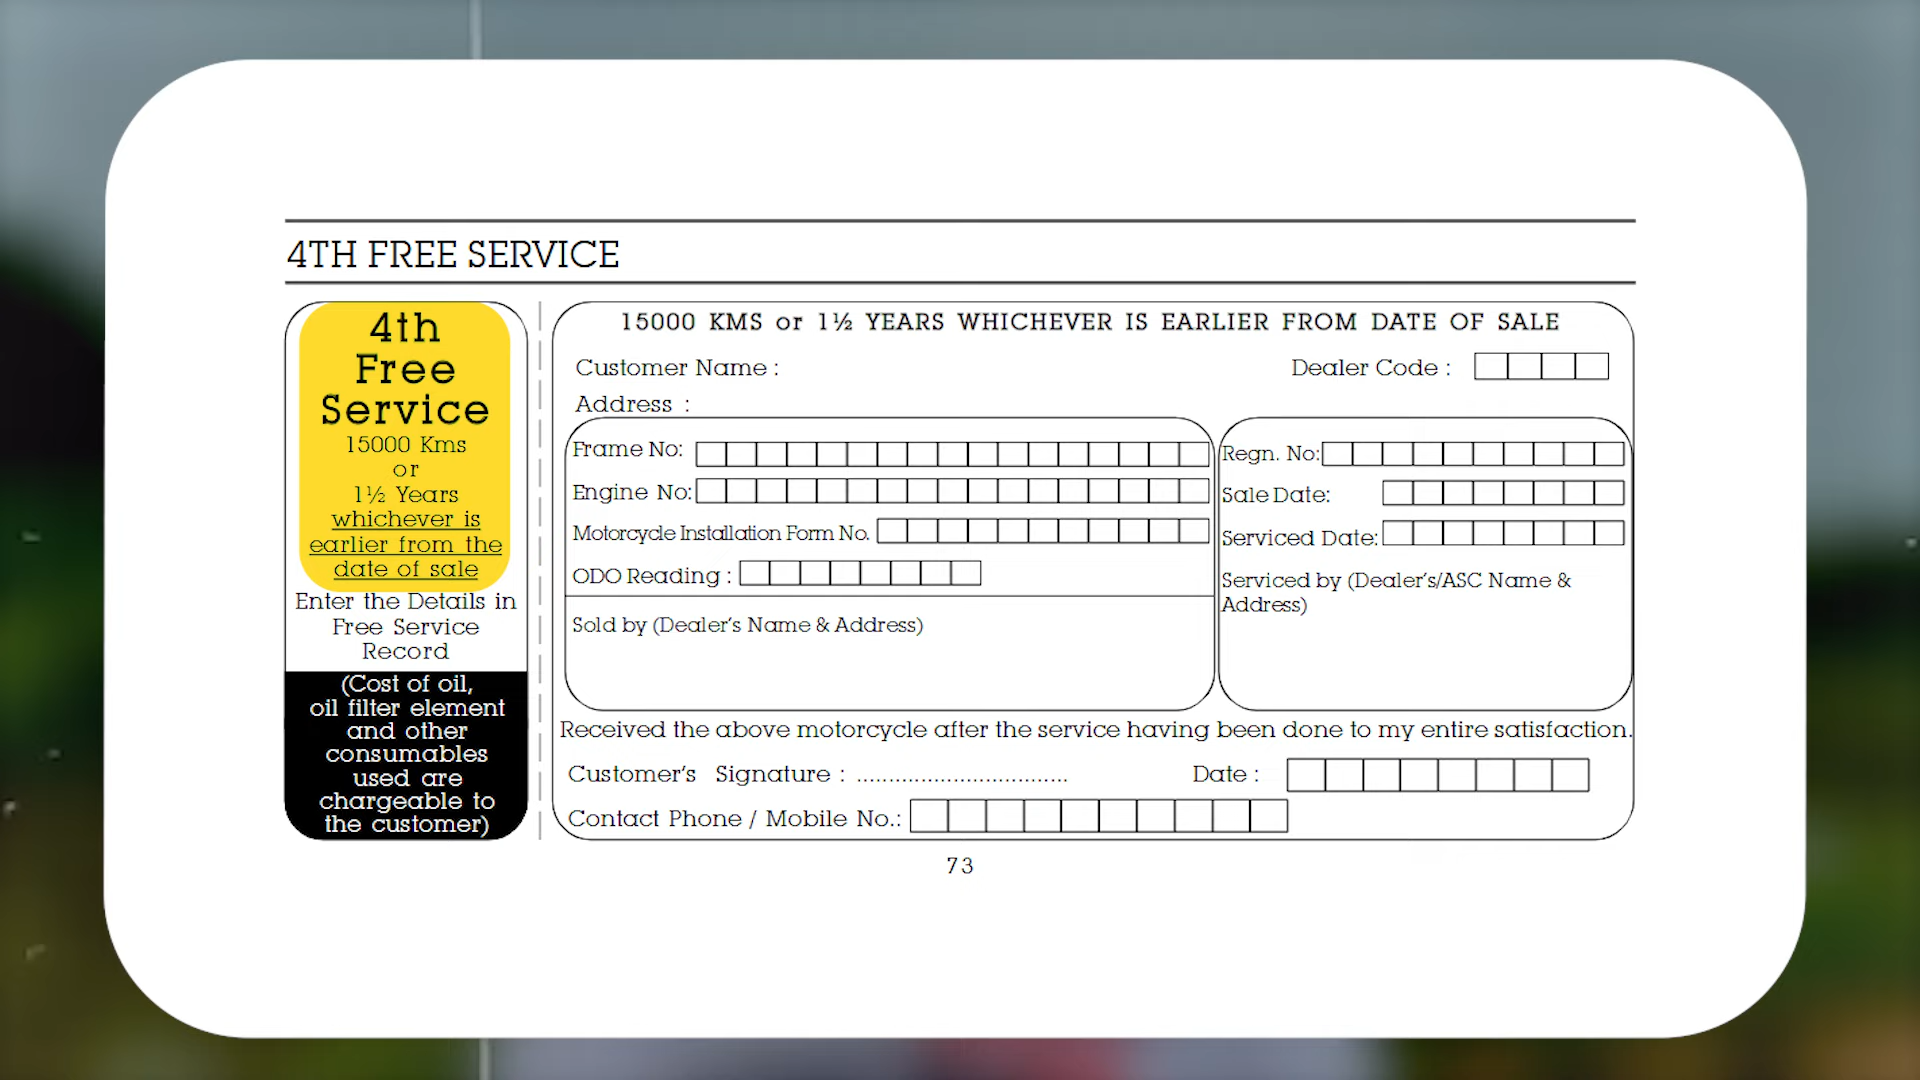 4TH FREE SERVICE
4th
Free
Service
15000 Kms
or
1½ Years
whichever is
earlier from the
date of sale
Enter the Details in
Free Service
Record
(Cost of oil,
oil filter element
and other
consumables
used are
chargeable to
the customer)
15000 KMS or 1½ YEARS WHICHEVER IS EARLIER FROM DATE OF SALE
Customer Name :
Dealer Code :
Address :
Frame No:
Engine No:
Motorcycle Installation Form No.
ODO Reading :
Sold by (Dealer's Name & Address)
Regn. No:
Sale Date:
Serviced Date:
Serviced by (Dealer's/ASC Name &
Address)
Received the above motorcycle after the service having been done to my entire satisfaction.
Customer's Signature : .................................
Date :
Contact Phone / Mobile No.:
73